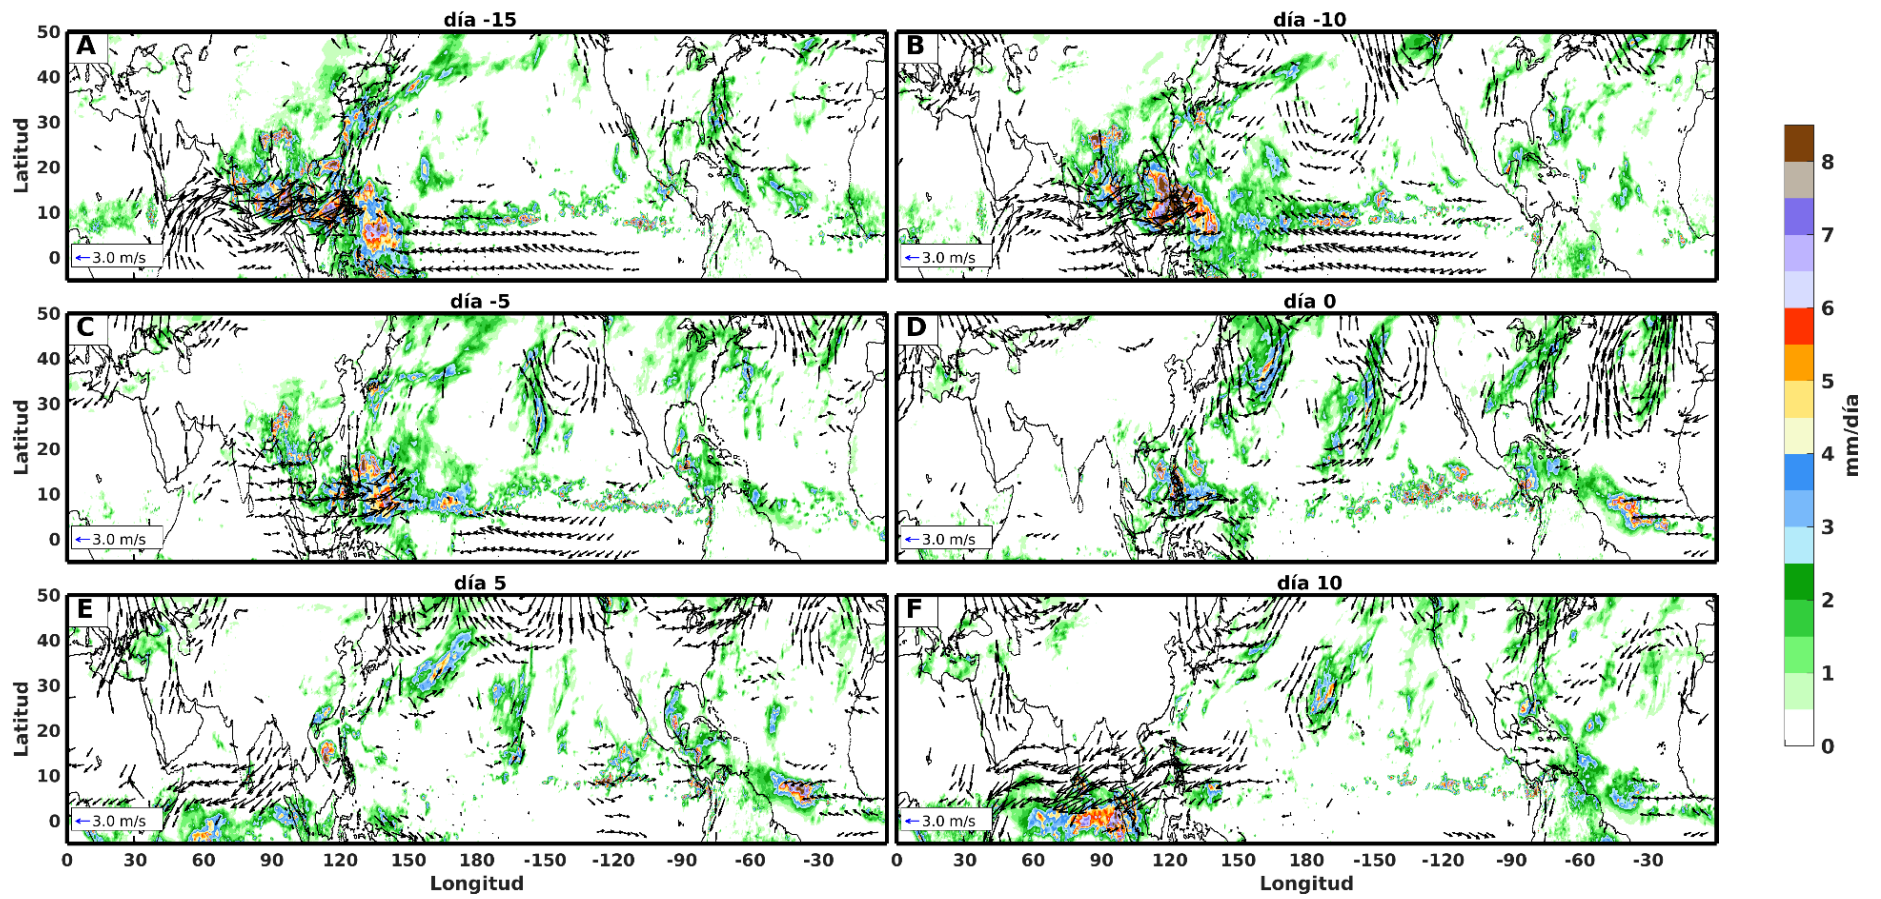 día -15
día -10
A
B
50
40
30
20
10
0
Latitud
3.0 m/s
3.0 m/s
día -5
día 0
C
D
50
40
30
20
10
0
Latitud
3.0 m/s
3.0 m/s
día 5
día 10
E
F
50
40
30
20
10
0
Latitud
3.0 m/s
3.0 m/s
0 30 60 90 120 150 180 -150 -120 -90 -60 -30
0 30 60 90 120 150 180 -150 -120 -90 -60 -30
Longitud
Longitud
8
7
6
5
4
3
2
1
0
mm/día